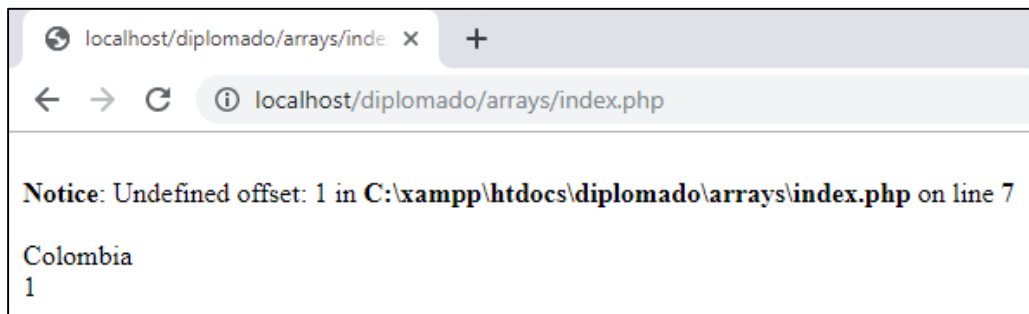 localhost/diplomado/arrays/inde
localhost/diplomado/arrays/index.php
Notice: Undefined offset: 1 in C:\xampp\htdocs\diplomado\arrays\index.php on line 7
Colombia
1